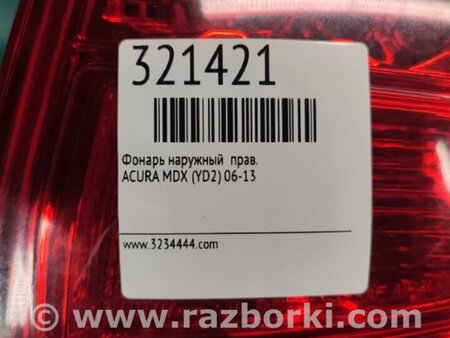 321421
Фонарь наружный прав.
ACURA MDX (YD2) 06-13
www.3234444.com
www.razborki.com